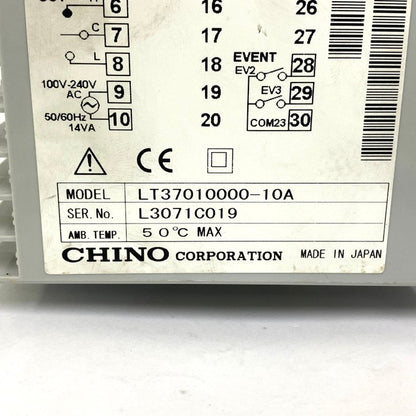 6 16 26
C 7 17 27
L 8 18 EVENT EV2 28
100V-240V AC 9 19 EV3 29
50/60Hz 14VA 10 20 COM23 30
CE
MODEL LT37010000-10A
SER. No. L3071C019
AMB. TEMP. 50℃ MAX
CHINO CORPORATION MADE IN JAPAN